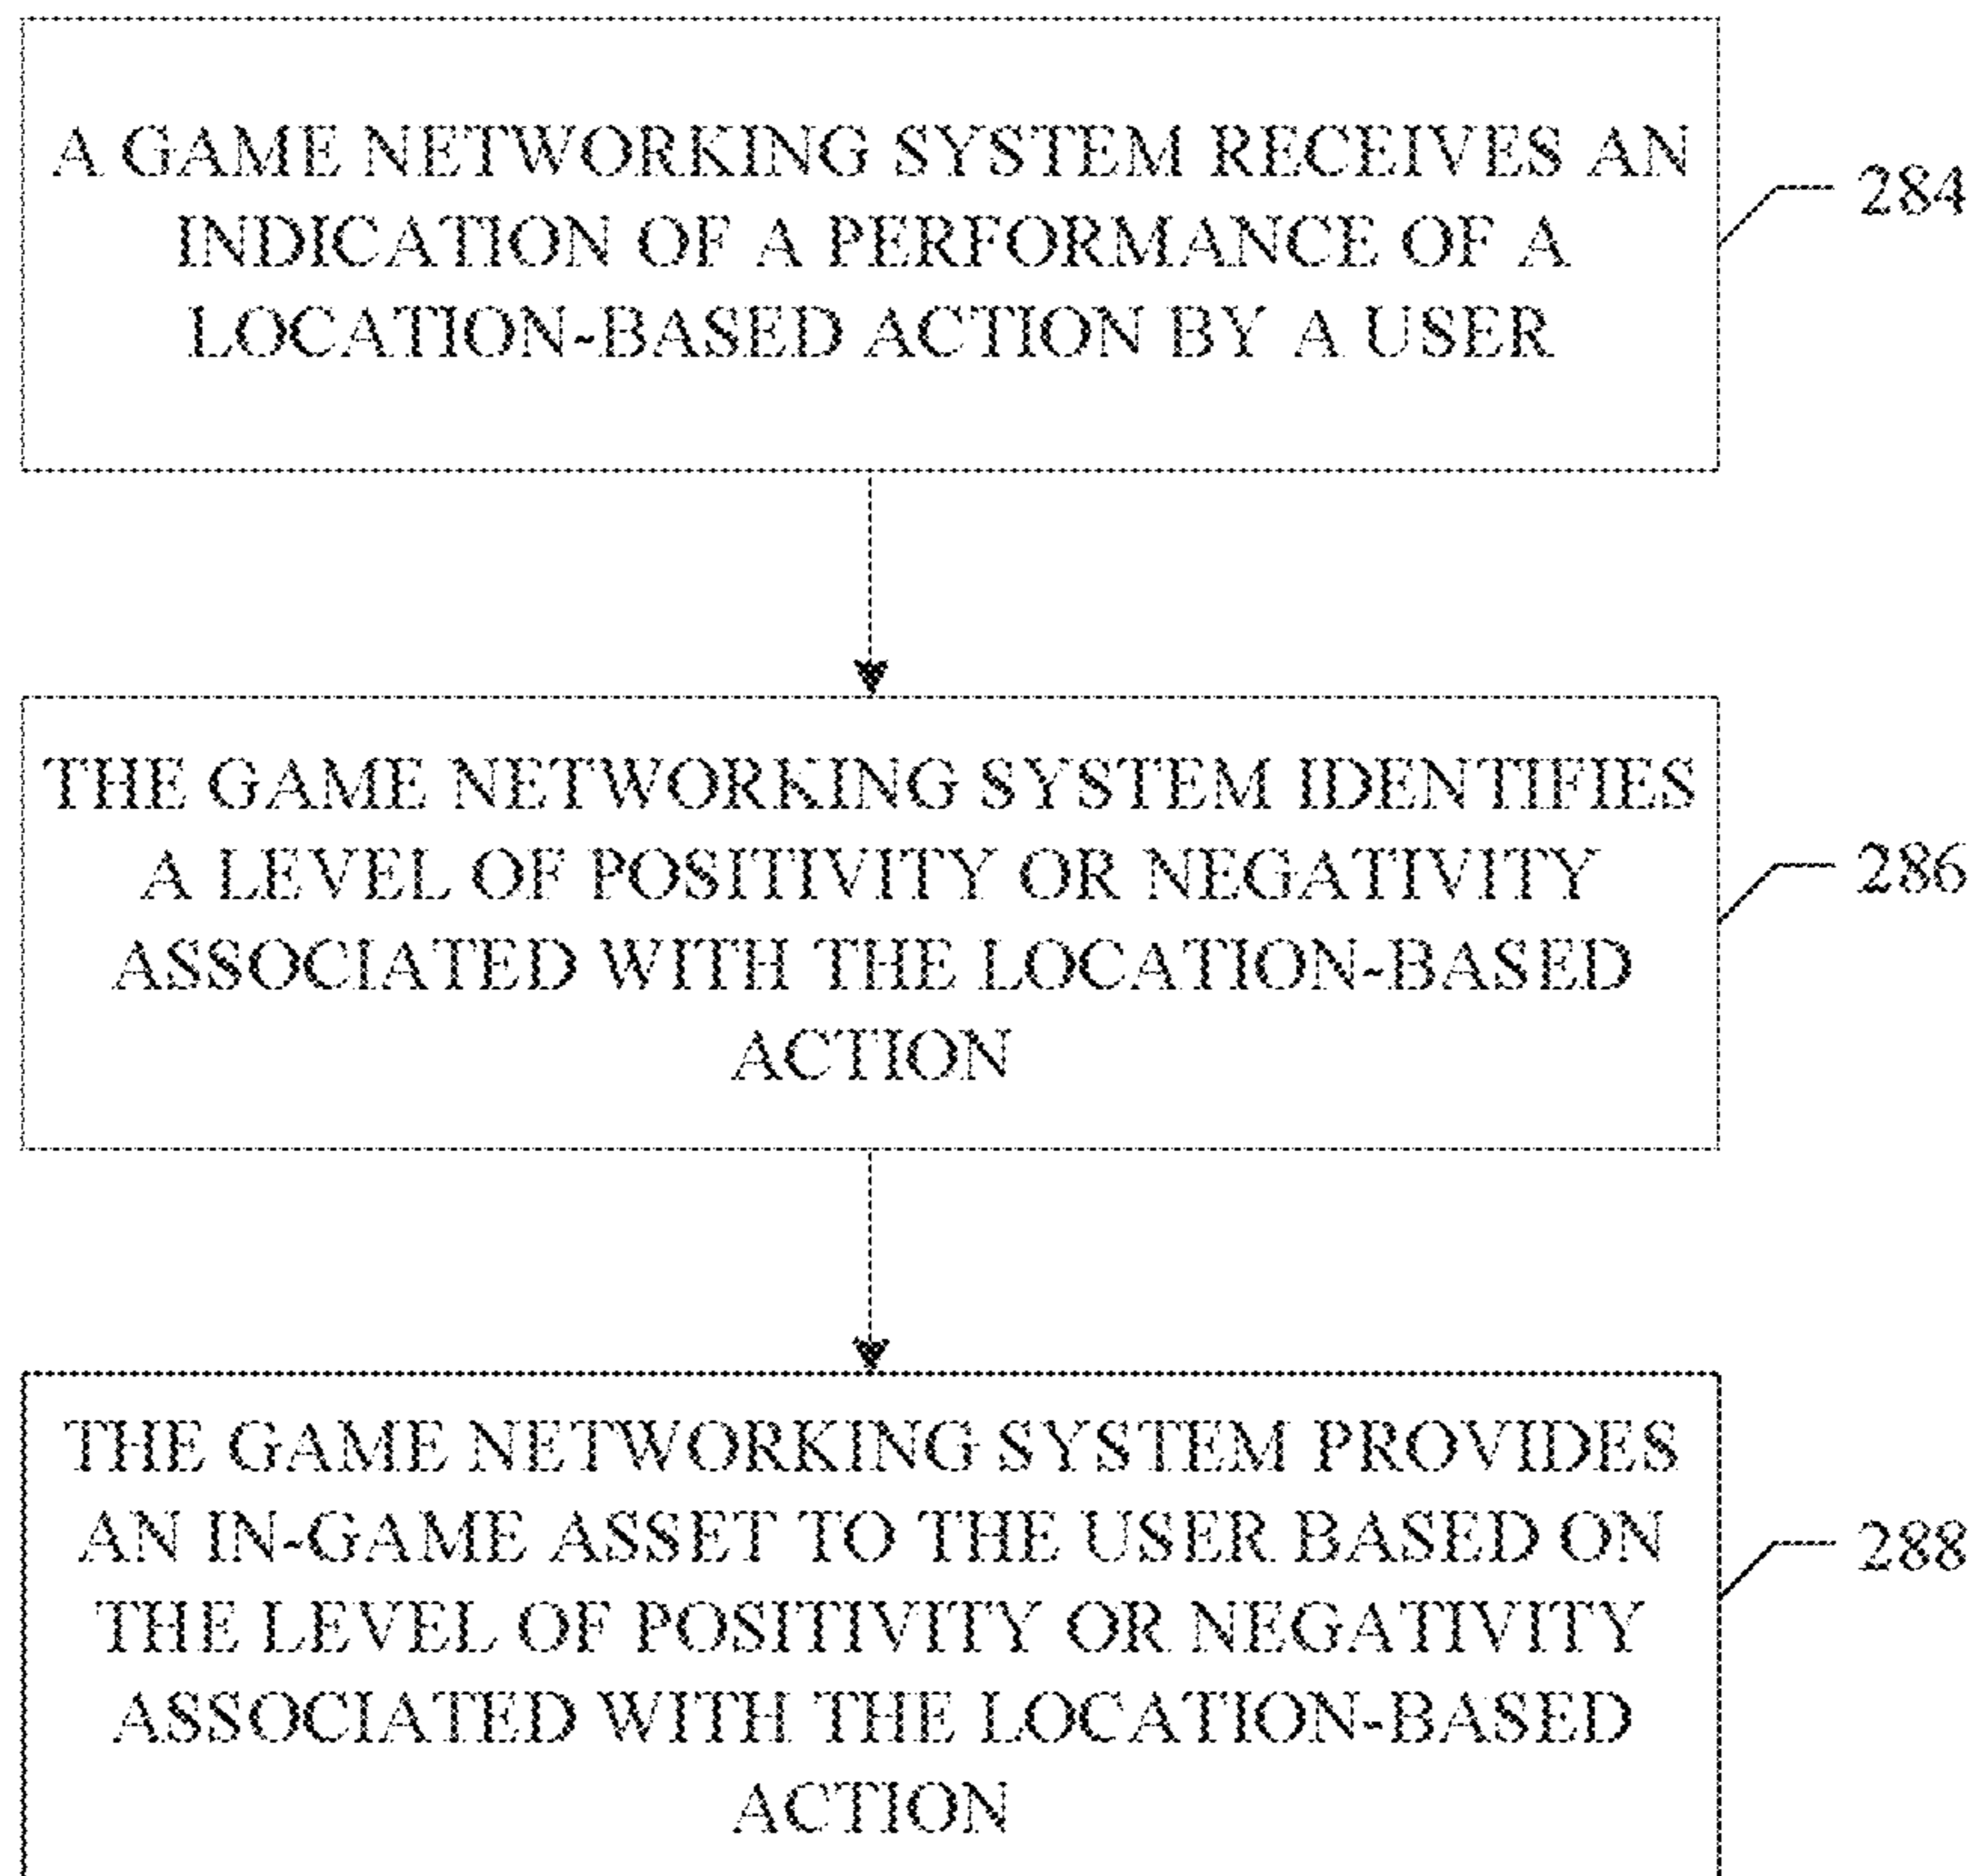 A GAME NETWORKING SYSTEM RECEIVES AN
INDICATION OF A PERFORMANCE OF A
LOCATION-BASED ACTION BY A USER
284
THE GAME NETWORKING SYSTEM IDENTIFIES
A LEVEL OF POSITIVITY OR NEGATIVITY
ASSOCIATED WITH THE LOCATION-BASED
ACTION
286
THE GAME NETWORKING SYSTEM PROVIDES
AN IN-GAME ASSET TO THE USER BASED ON
THE LEVEL OF POSITIVITY OR NEGATIVITY
ASSOCIATED WITH THE LOCATION-BASED
ACTION
288